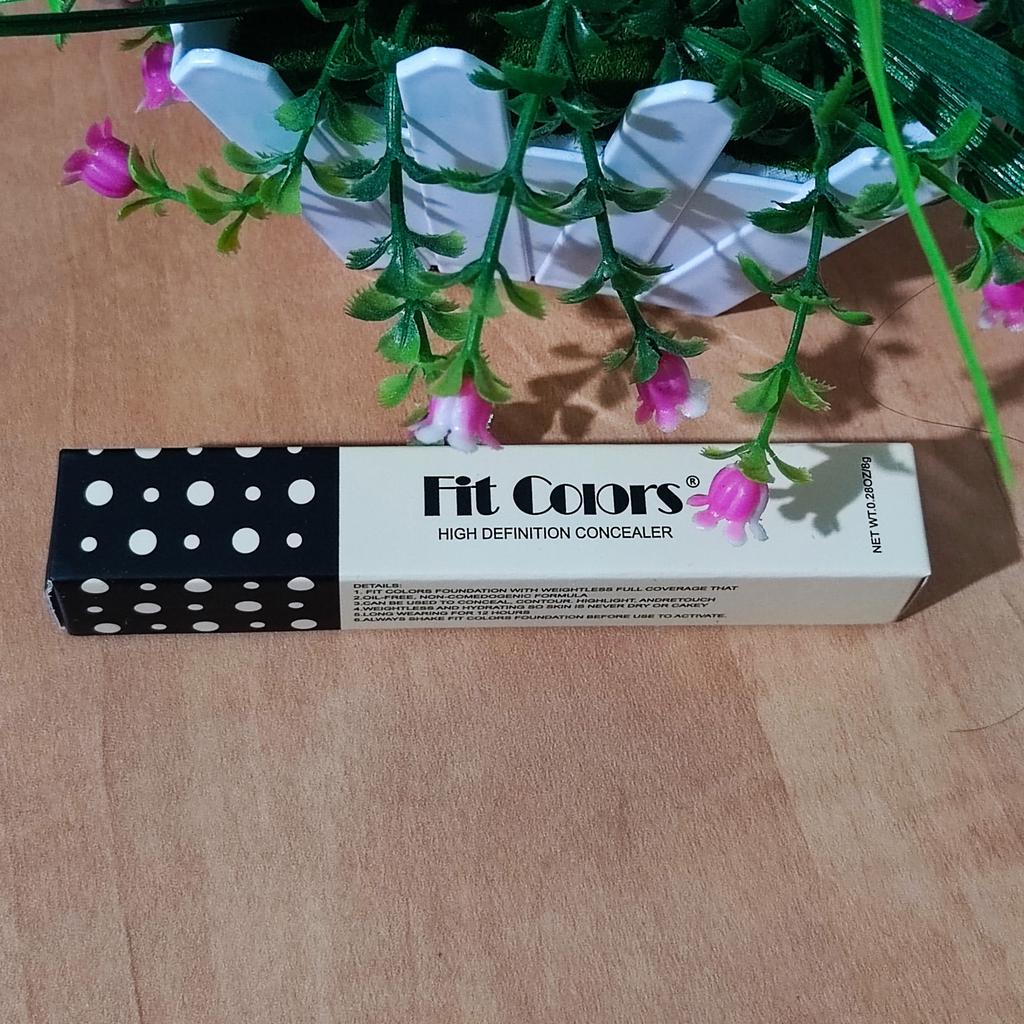 Fit Colors®
HIGH DEFINITION CONCEALER
NET WT.0.28OZ/8g
DETAILS:
1. FIT COLORS FOUNDATION WITH WEIGHTLESS FULL COVERAGE THAT
2.OIL-FREE, NON-COMEDOGENIC FORMULA
3.CAN BE USED TO CONCEAL, CONTOUR, HIGHLIGHT, ANDRETOUCH
4.WEIGHTLESS AND HYDRATING SO SKIN IS NEVER DRY OR CAKEY
5.LONG WEARING FOR 12 HOURS
6.ALWAYS SHAKE FIT COLORS FOUNDATION BEFORE USE TO ACTIVATE.